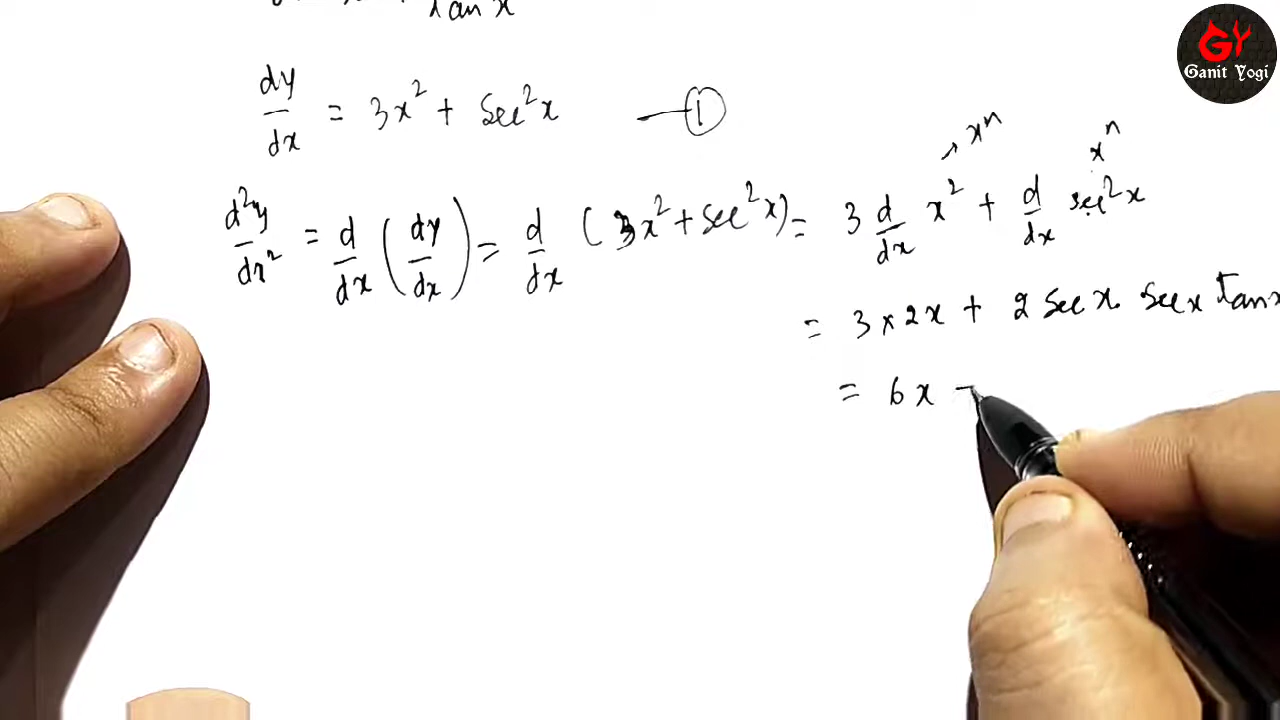 tan x
GY
Ganit Yogi
dy/dx = 3x² + Sec²x —①
xⁿ xⁿ
d²y/dx² = d/dx (dy/dx) = d/dx (3x² + Sec²x) = 3 d/dx x² + d/dx sec²x
= 3 × 2x + 2 Sec x. Sec x tan x
= 6x